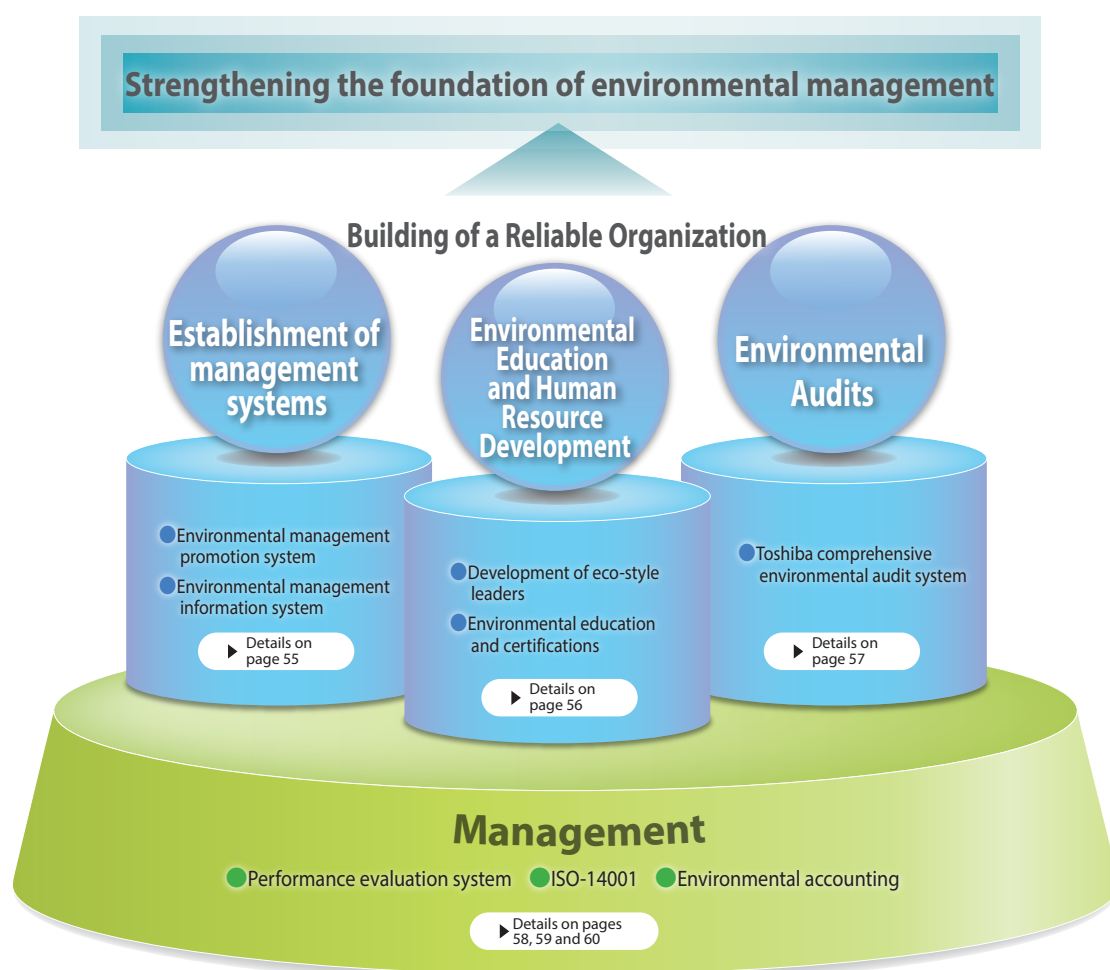 Strengthening the foundation of environmental management
Building of a Reliable Organization
Establishment of
management
systems
Environmental management
promotion system
Environmental management
information system
Details on
page 55
Environmental
Education
and Human
Resource
Development
Development of eco-style
leaders
Environmental education
and certifications
Details on
page 56
Environmental
Audits
Toshiba comprehensive
environmental audit system
Details on
page 57
Management
Performance evaluation system ISO-14001 Environmental accounting
Details on pages
58, 59 and 60